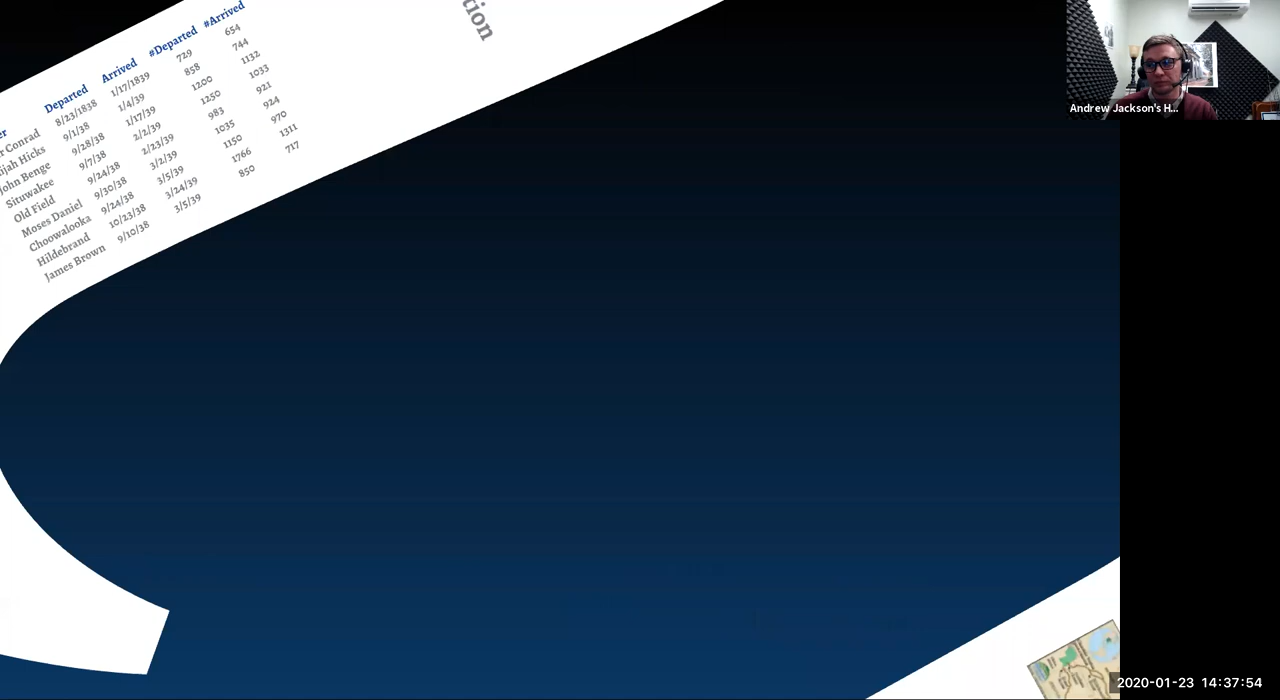 er Departed Arrived #Departed #Arrived
r Conrad 8/23/1838 1/17/1839 729 654
ijah Hicks 9/1/38 1/4/39 858 744
John Benge 9/28/38 1/17/39 1200 1132
Situwakee 9/7/38 2/2/39 1250 1033
Old Field 9/24/38 2/23/39 983 921
Moses Daniel 9/30/38 3/2/39 1035 924
Choowalooka 9/24/38 3/5/39 1150 970
Hildebrand 10/23/38 3/24/39 1766 1311
James Brown 9/10/38 3/5/39 850 717
tion
Andrew Jackson's H...
2020-01-23 14:37:54